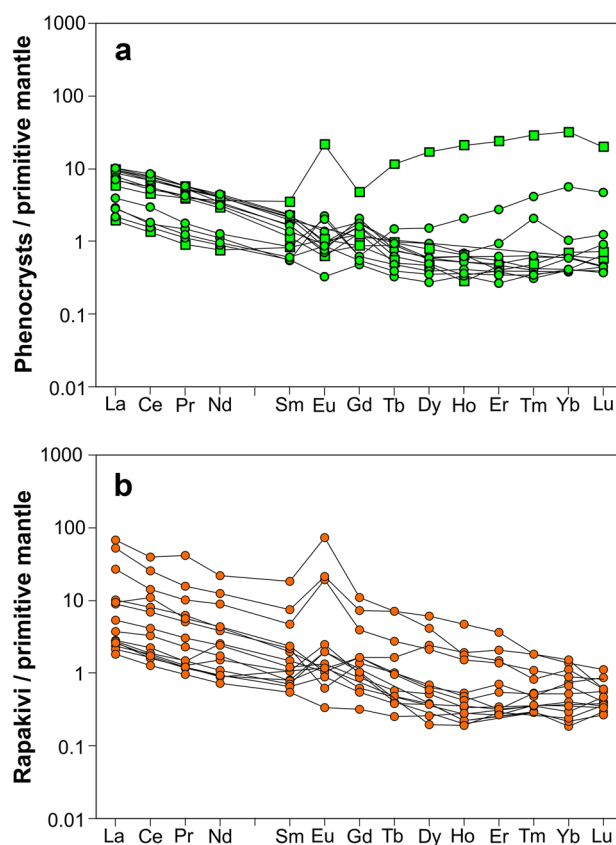 a
Phenocrysts / primitive mantle
1000
100
10
1
0.1
0.01
La Ce Pr Nd Sm Eu Gd Tb Dy Ho Er Tm Yb Lu
b
Rapakivi / primitive mantle
1000
100
10
1
0.1
0.01
La Ce Pr Nd Sm Eu Gd Tb Dy Ho Er Tm Yb Lu